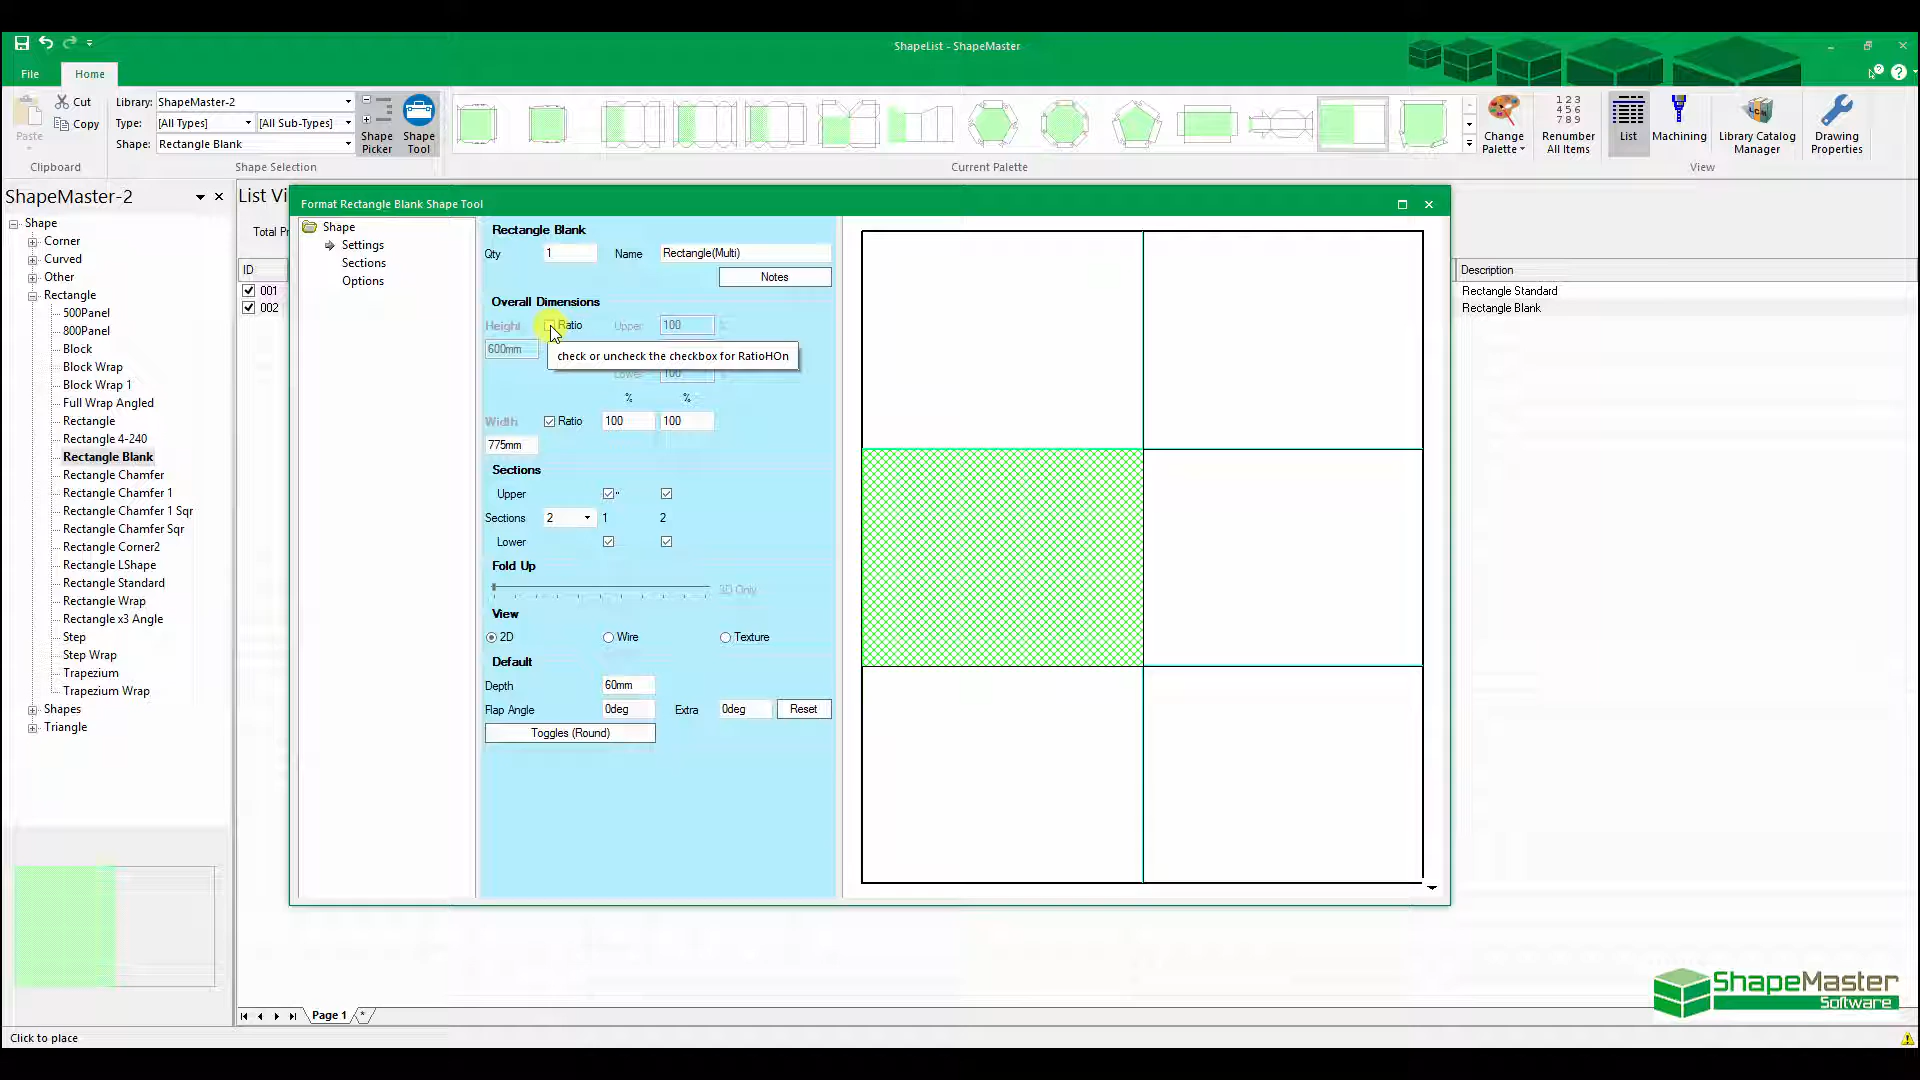 ShapeList - ShapeMaster
File
Home
Cut
Copy
Paste
Clipboard
Library: ShapeMaster-2
Type: [All Types] [All Sub-Types]
Shape: Rectangle Blank
Shape Picker
Shape Tool
Shape Selection
Current Palette
Change Palette
1 2 3
4 5 6
7 8 9
Renumber All Items
List
Machining
Library Catalog Manager
Drawing Properties
View
ShapeMaster-2
Shape
Corner
Curved
Other
Rectangle
500Panel
800Panel
Block
Block Wrap
Block Wrap 1
Full Wrap Angled
Rectangle
Rectangle 4-240
Rectangle Blank
Rectangle Chamfer
Rectangle Chamfer 1
Rectangle Chamfer 1 Sqr
Rectangle Chamfer Sqr
Rectangle Corner2
Rectangle LShape
Rectangle Standard
Rectangle Wrap
Rectangle x3 Angle
Step
Step Wrap
Trapezium
Trapezium Wrap
Shapes
Triangle
List Vi
Total Pr
ID
001
002
Description
Rectangle Standard
Rectangle Blank
Format Rectangle Blank Shape Tool
Shape
Settings
Sections
Options
Rectangle Blank
Qty 1 Name Rectangle(Multi)
Notes
Overall Dimensions
Height Ratio Upper 100
600mm
check or uncheck the checkbox for RatioHOn
Lower 100
% %
Width Ratio 100 100
775mm
Sections
Upper
Sections 2 1 2
Lower
Fold Up
3D Only
View
2D Wire Texture
Default
Depth 60mm
Flap Angle 0deg Extra 0deg Reset
Toggles (Round)
Page 1
*
ShapeMaster
Software
Click to place